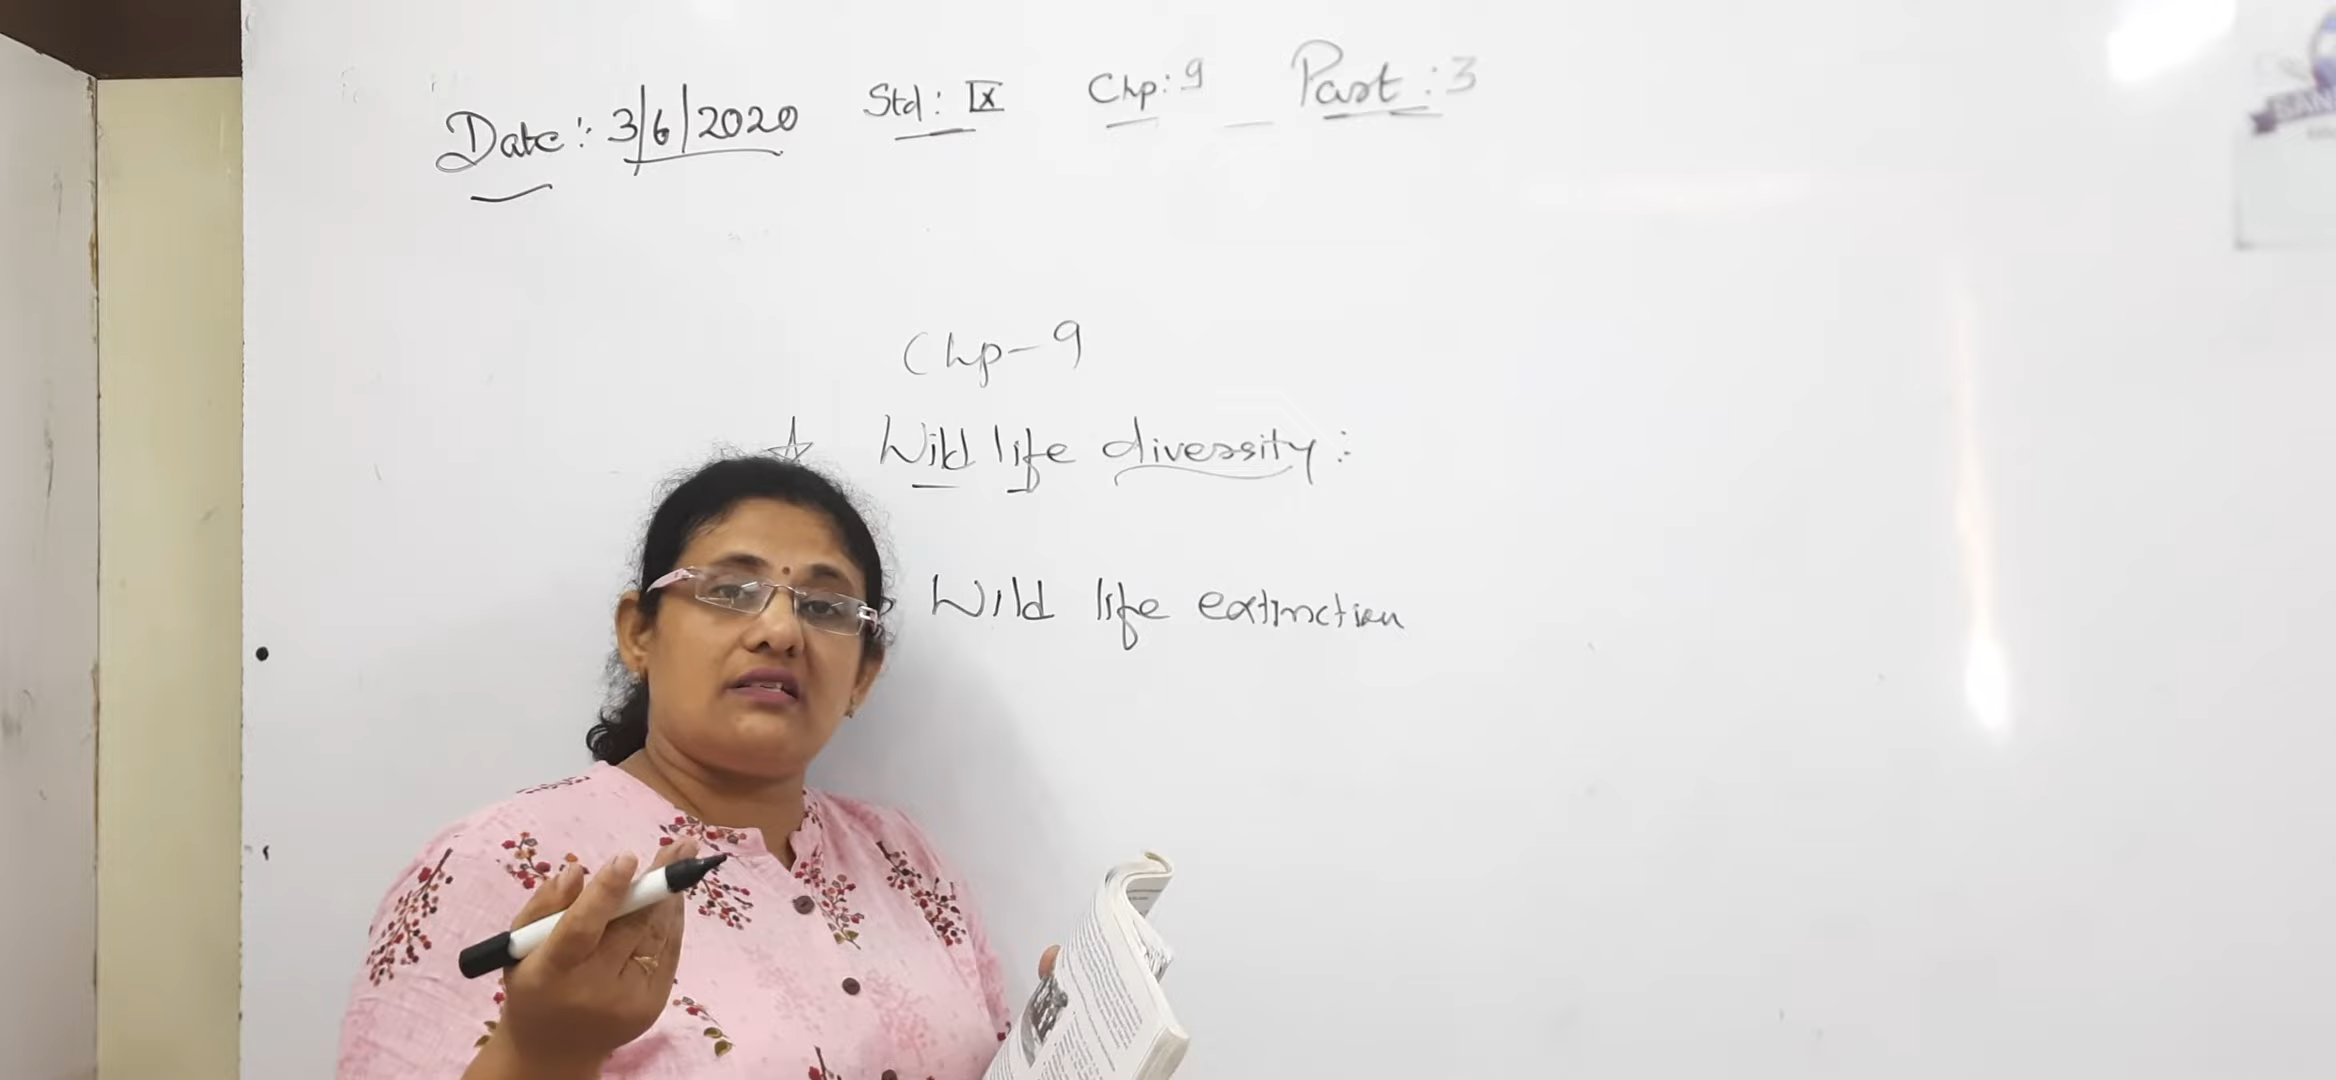 Date: 3/6/2020 Std: IX Chp: 9 Part: 3
Chp-9
☆ Wild life diversity:-
Wild life extinction